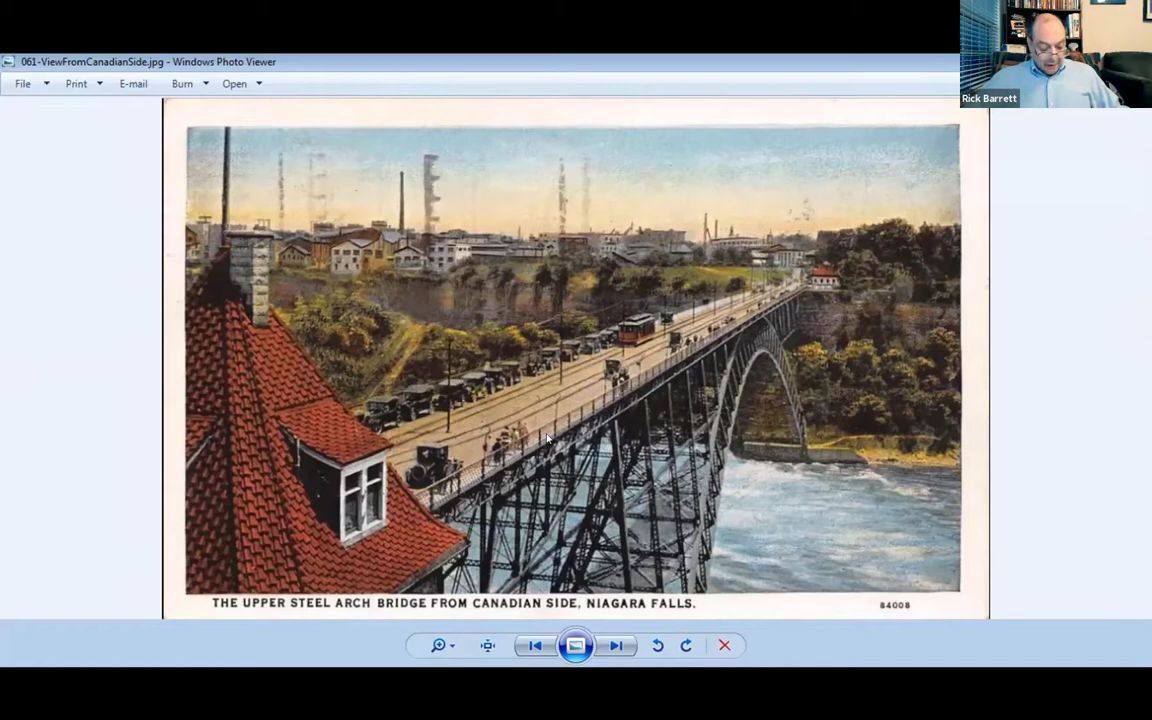 061-ViewFromCanadianSide.jpg - Windows Photo Viewer
File Print E-mail Burn Open
Rick Barrett
THE UPPER STEEL ARCH BRIDGE FROM CANADIAN SIDE, NIAGARA FALLS.
84008